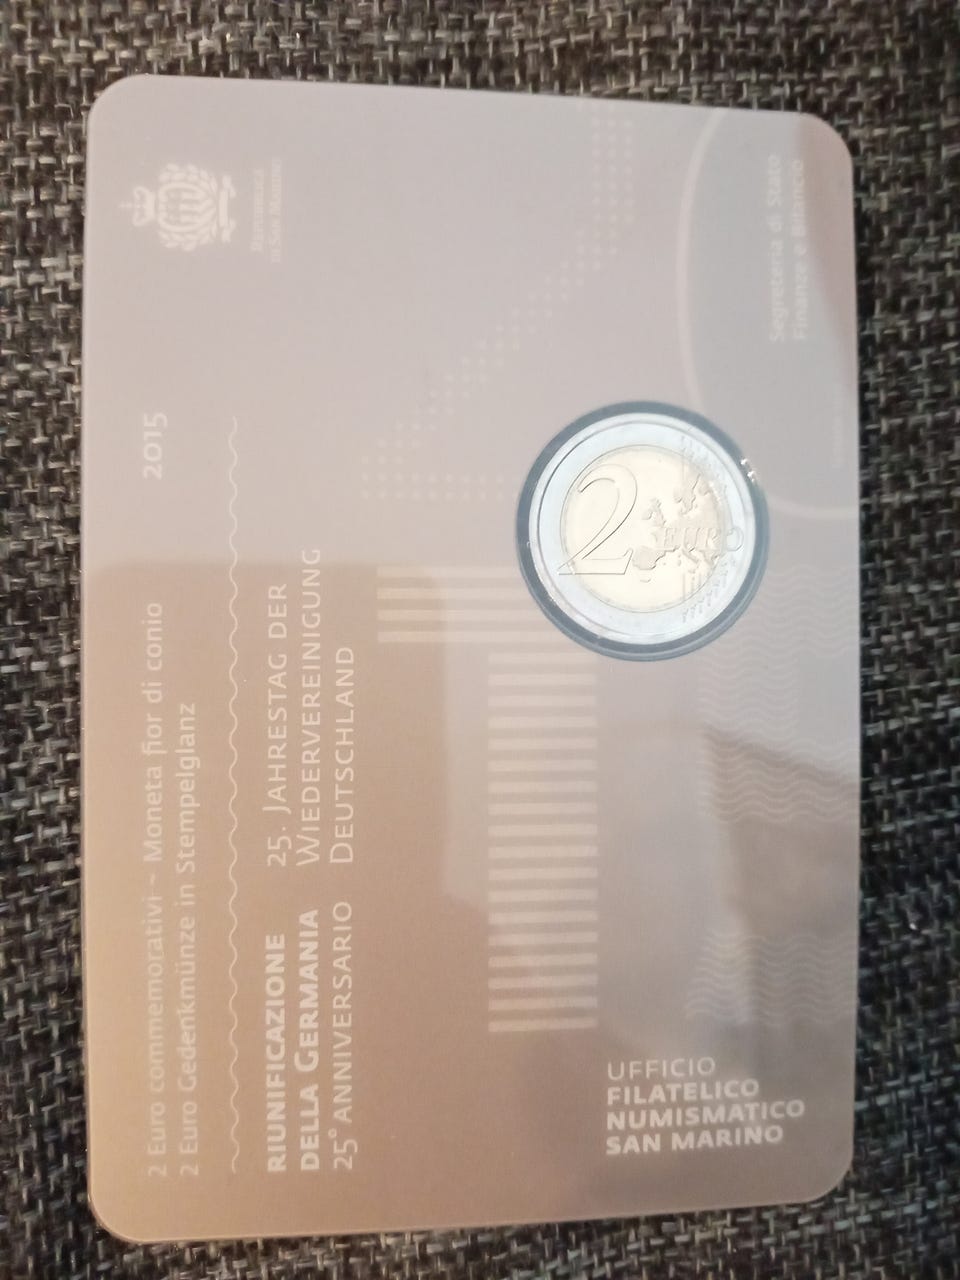 2 Euro commemorativi - Moneta fior di conio 2015
2 Euro Gedenkmünze in Stempelglanz
RIUNIFICAZIONE
DELLA GERMANIA
25° ANNIVERSARIO
25. JAHRESTAG DER
WIEDERVEREINIGUNG
DEUTSCHLAND
REPUBBLICA
DI SAN MARINO
2 EURO
UFFICIO
FILATELICO
NUMISMATICO
SAN MARINO
Segreteria di Stato
Finanze e Bilancio